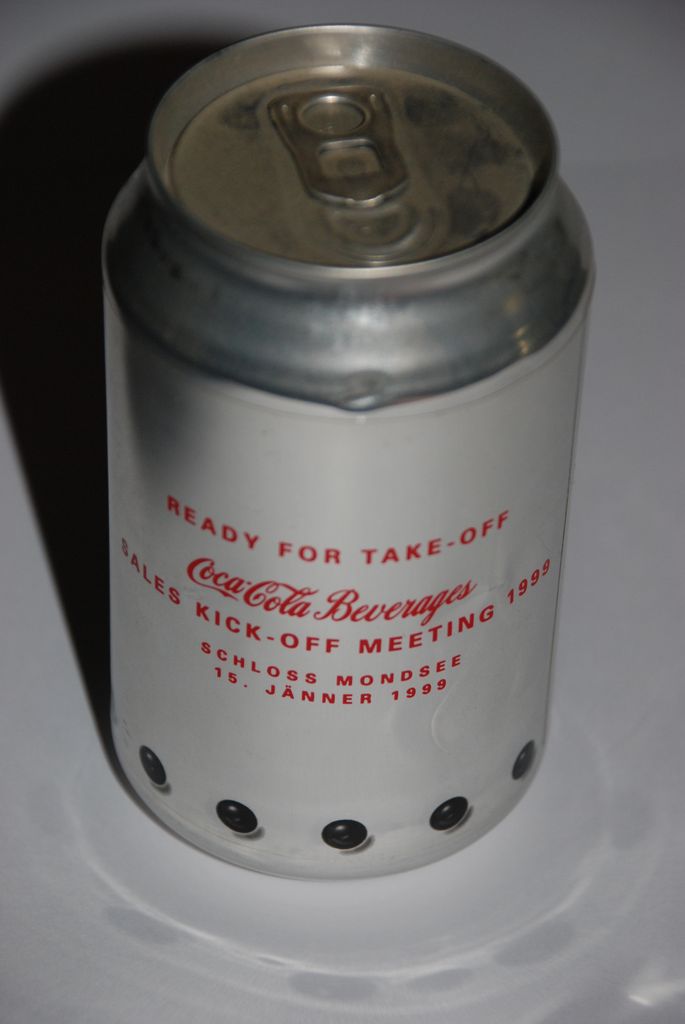 READY FOR TAKE-OFF
Coca-Cola Beverages
SALES KICK-OFF MEETING 1999
SCHLOSS MONDSEE
15. JÄNNER 1999